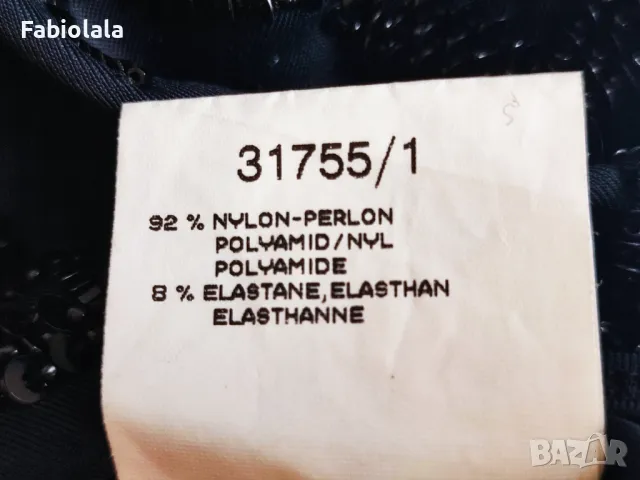 Fabiolala
31755/1
92 % NYLON-PERLON
POLYAMID/NYL
POLYAMIDE
8 % ELASTANE, ELASTHAN
ELASTHANNE
BAZAR